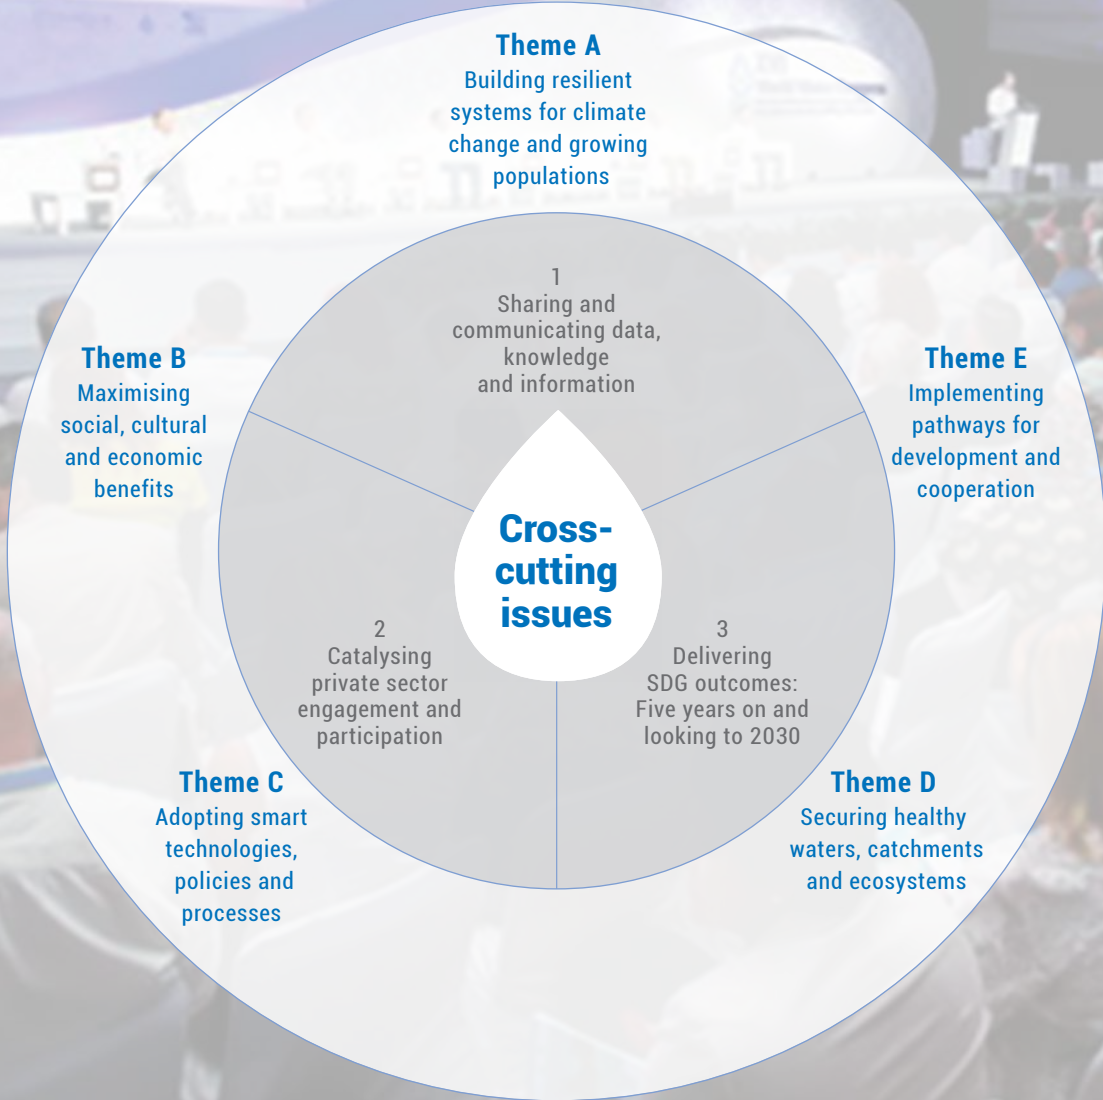 Theme A
Building resilient
systems for climate
change and growing
populations
1
Sharing and
communicating data,
knowledge
and information
Theme B
Maximising
social, cultural
and economic
benefits
Theme E
Implementing
pathways for
development and
cooperation
Cross-
cutting
issues
2
Catalysing
private sector
engagement and
participation
3
Delivering
SDG outcomes:
Five years on and
looking to 2030
Theme C
Adopting smart
technologies,
policies and
processes
Theme D
Securing healthy
waters, catchments
and ecosystems